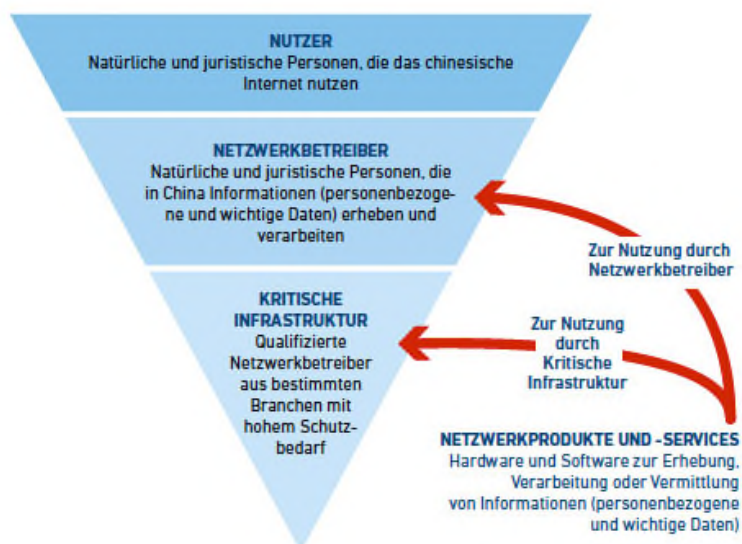 NUTZER
Natürliche und juristische Personen, die das chinesische
Internet nutzen
NETZWERKBETREIBER
Natürliche und juristische Personen, die
in China Informationen (personenbezoge-
ne und wichtige Daten) erheben und
verarbeiten
KRITISCHE
INFRASTRUKTUR
Qualifizierte
Netzwerkbetreiber
aus bestimmten
Branchen mit
hohem Schutz-
bedarf
Zur Nutzung durch
Netzwerkbetreiber
Zur Nutzung
durch
Kritische
Infrastruktur
NETZWERKPRODUKTE UND -SERVICES
Hardware und Software zur Erhebung,
Verarbeitung oder Vermittlung
von Informationen (personenbezogene
und wichtige Daten)